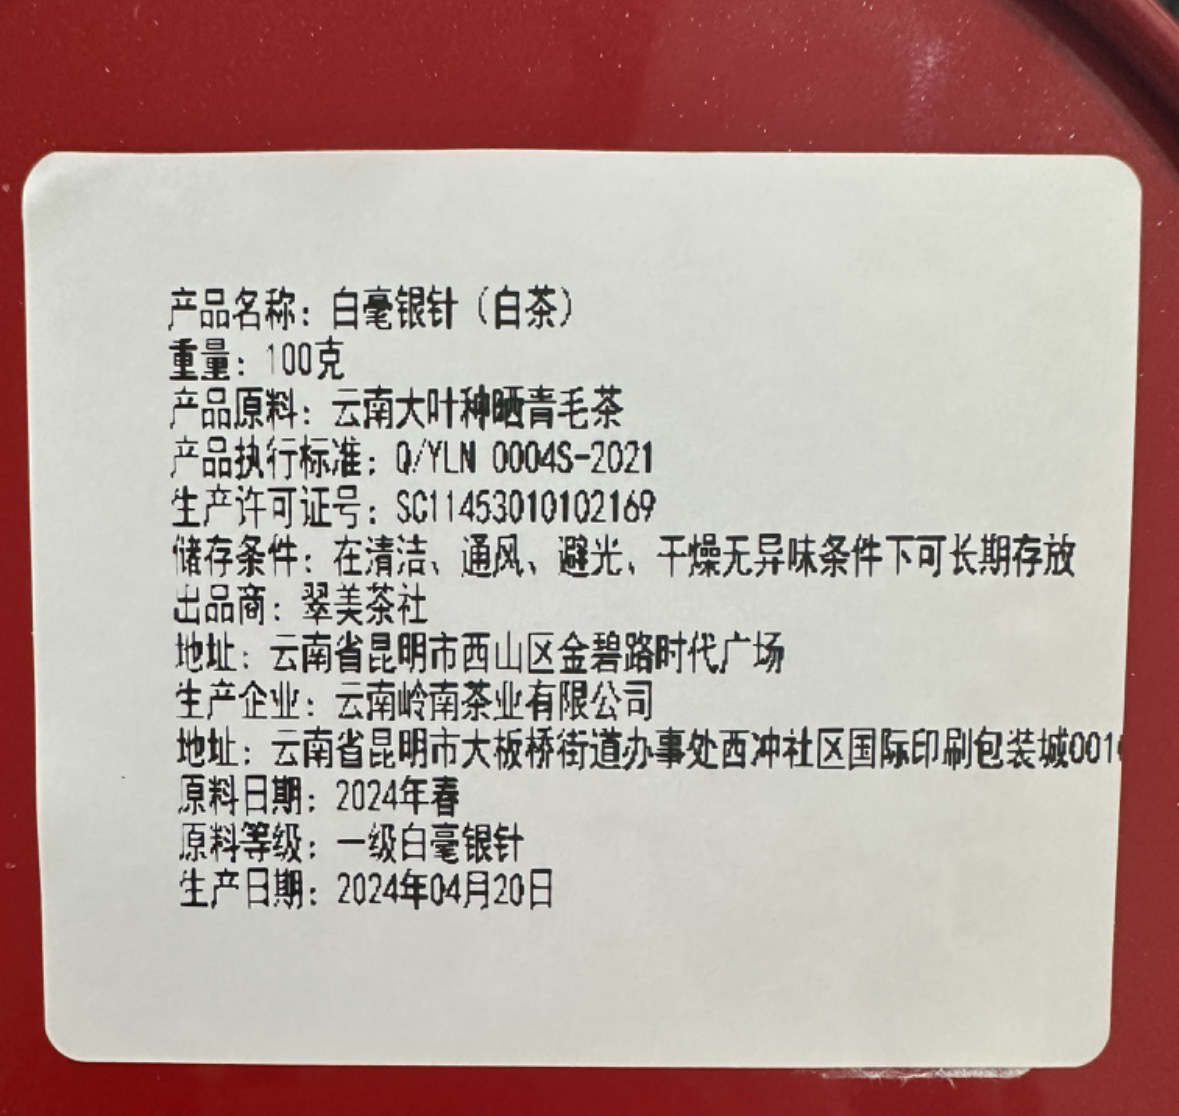 产品名称：白毫银针（白茶）
重量：100克
产品原料：云南大叶种晒青毛茶
产品执行标准：Q/YLN 0004S-2021
生产许可证号：SC11453010102169
储存条件：在清洁、通风、避光、干燥无异味条件下可长期存放
出品商：翠美茶社
地址：云南省昆明市西山区金碧路时代广场
生产企业：云南岭南茶业有限公司
地址：云南省昆明市大板桥街道办事处西冲社区国际印刷包装城001
原料日期：2024年春
原料等级：一级白毫银针
生产日期：2024年04月20日